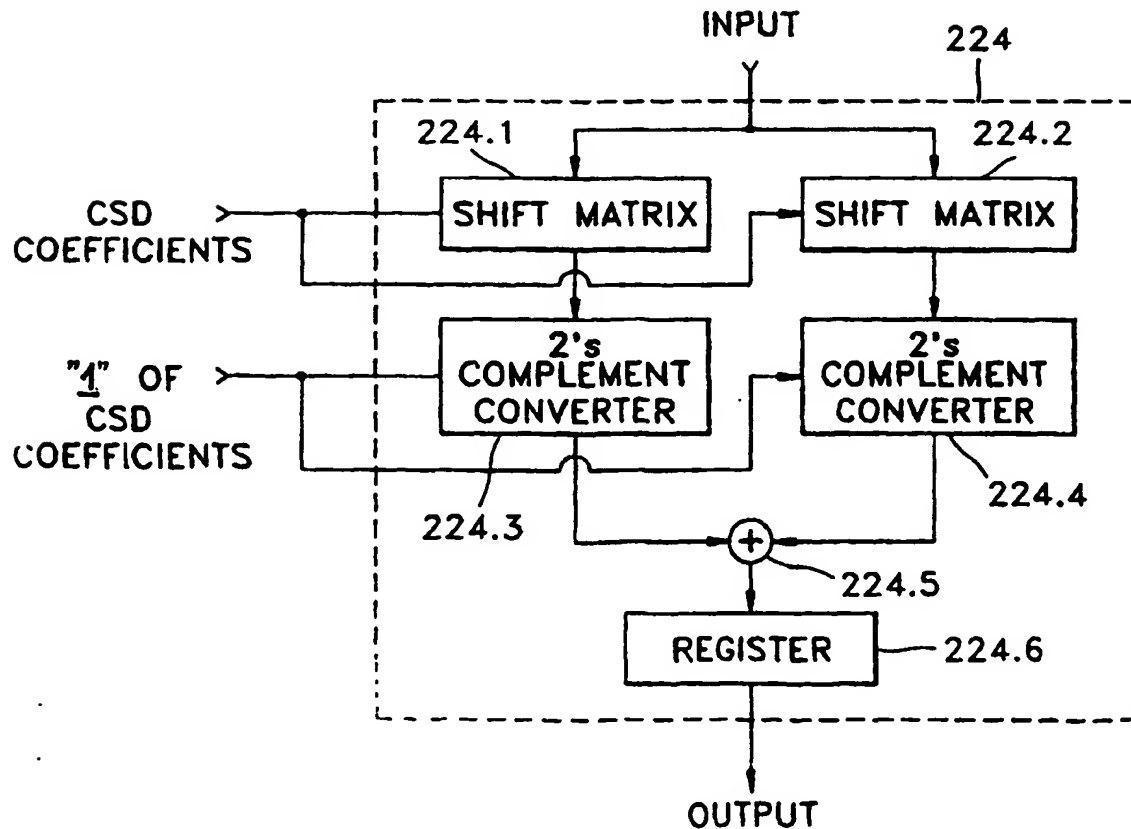 INPUT
224
224.1
224.2
CSD
COEFFICIENTS
SHIFT MATRIX
SHIFT MATRIX
"1" OF
CSD
COEFFICIENTS
2's
COMPLEMENT
CONVERTER
2's
COMPLEMENT
CONVERTER
224.3
224.4
+
224.5
REGISTER
224.6
OUTPUT